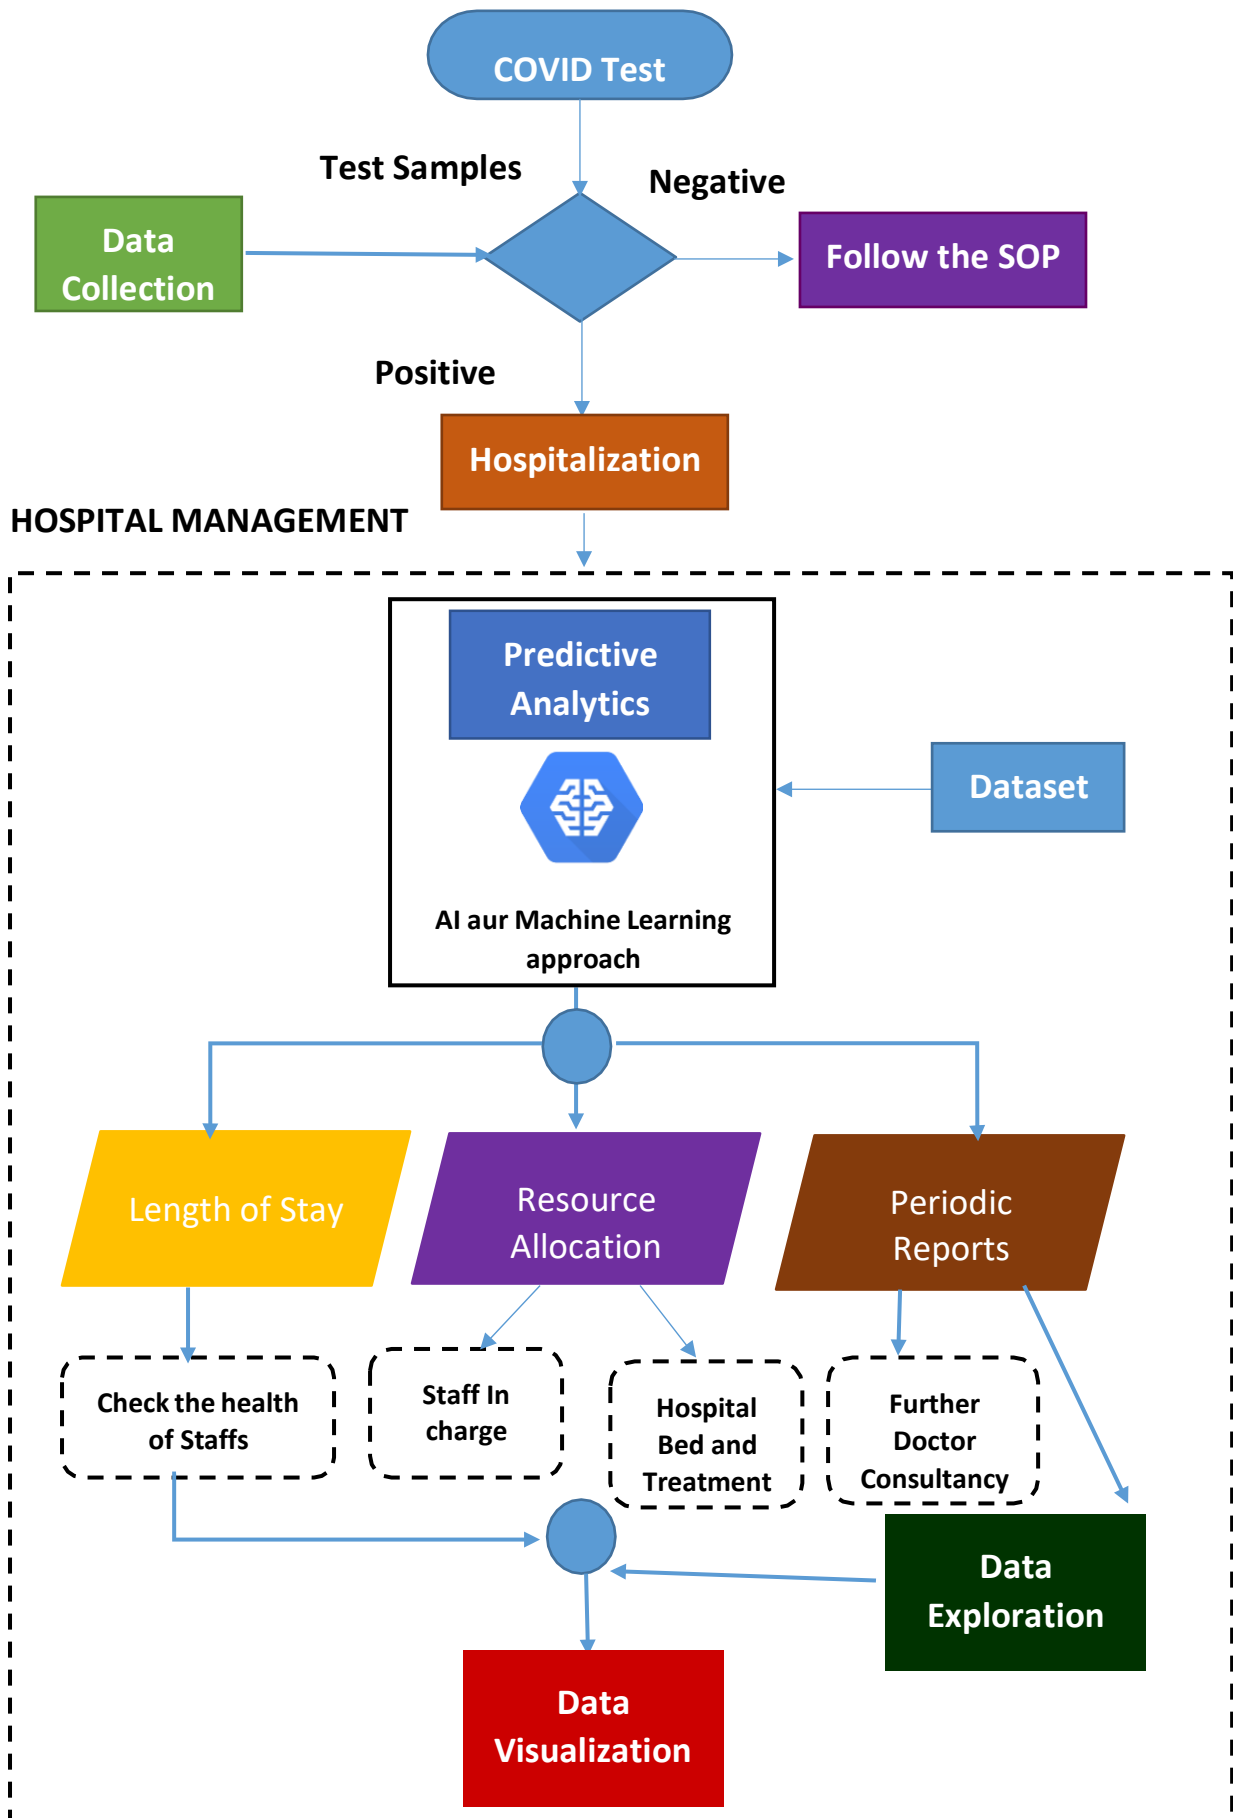 COVID Test
Test Samples
Negative
Data
Collection
Follow the SOP
Positive
Hospitalization
HOSPITAL MANAGEMENT
Predictive
Analytics
Dataset
AI aur Machine Learning
approach
Length of Stay
Resource
Allocation
Periodic
Reports
Check the health
of Staffs
Staff In
charge
Hospital
Bed and
Treatment
Further
Doctor
Consultancy
Data
Exploration
Data
Visualization